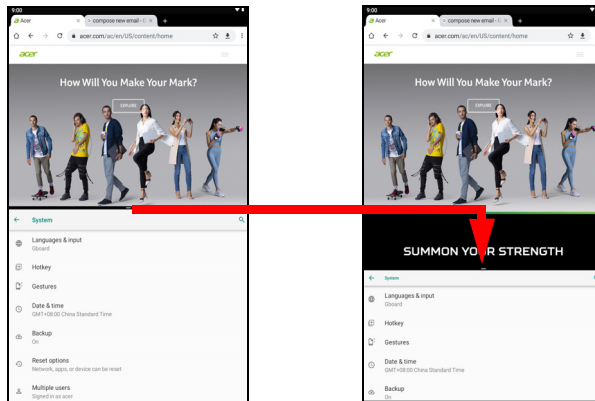 9:00
Acer × compose new email - G × +
acer.com/ac/en/US/content/home
acer
How Will You Make Your Mark?
EXPLORE
System
Languages & input
Gboard
Hotkey
Gestures
Date & time
GMT+08:00 China Standard Time
Backup
On
Reset options
Network, apps, or device can be reset
Multiple users
Signed in as acer
9:00
Acer × compose new email - G × +
acer.com/ac/en/US/content/home
acer
How Will You Make Your Mark?
EXPLORE
SUMMON YOUR STRENGTH
System
Languages & input
Gboard
Hotkey
Gestures
Date & time
GMT+08:00 China Standard Time
Backup
On